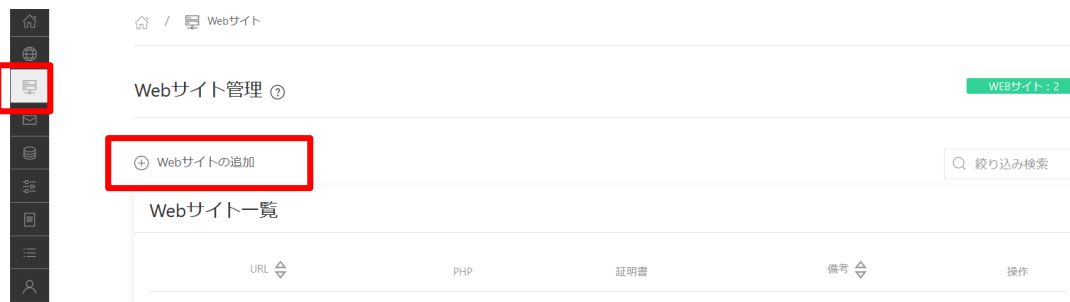 / Webサイト
Webサイト管理 ?
WEBサイト：2
Webサイトの追加
絞り込み検索
Webサイト一覧
URL PHP 証明書 備考 操作